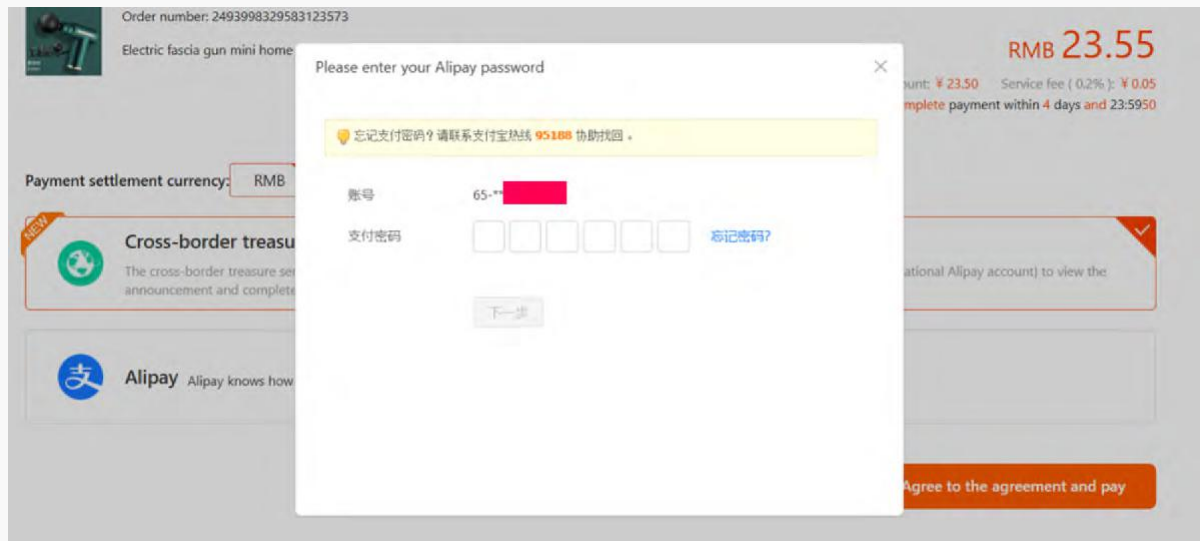 Order number: 2493998329583123573
Electric fascia gun mini home
RMB 23.55
ount: ¥ 23.50 Service fee ( 0.2% ): ¥ 0.05
mplete payment within 4 days and 23:5950
Please enter your Alipay password
忘记支付密码？请联系支付宝热线 95188 协助找回。
Payment settlement currency: RMB
账号 65-**
支付密码 忘记密码?
NEW
Cross-border treasu
The cross-border treasure ser
ational Alipay account) to view the
announcement and complete
下一步
支
Alipay Alipay knows how
Agree to the agreement and pay